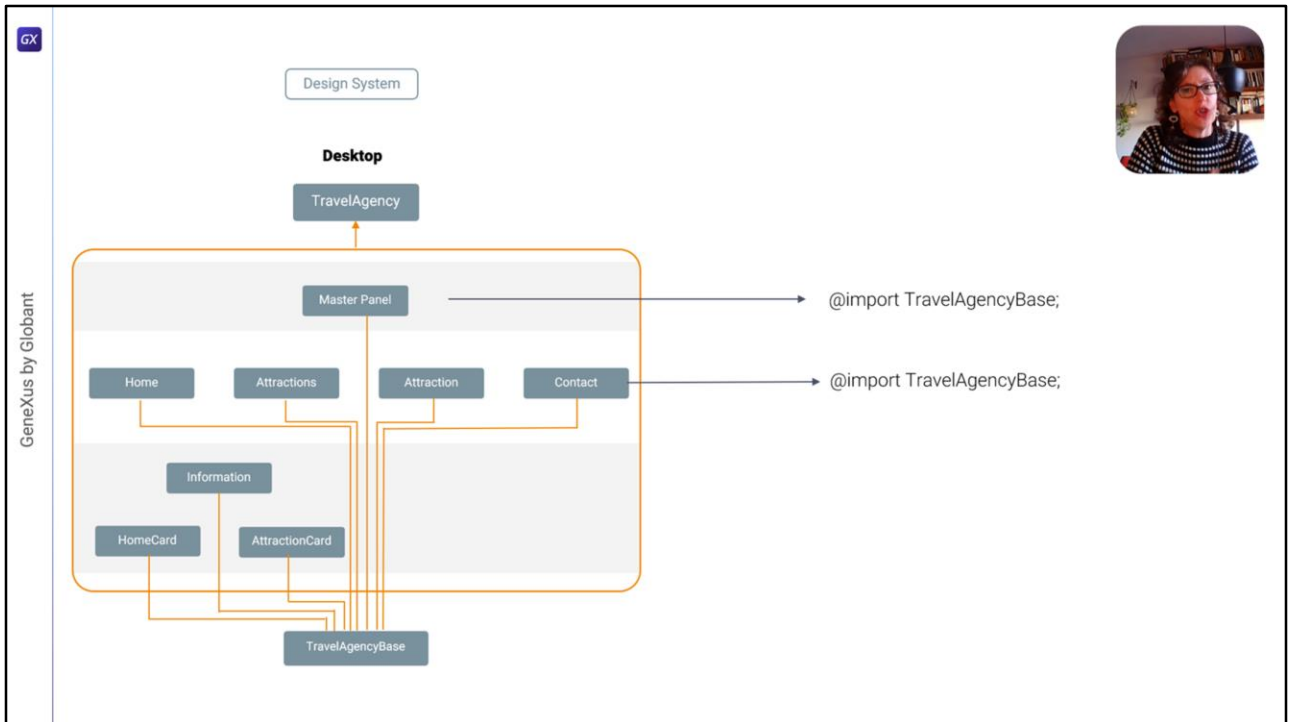 GX
Design System
Desktop
TravelAgency
Master Panel
@import TravelAgencyBase;
Home
Attractions
Attraction
Contact
@import TravelAgencyBase;
Information
HomeCard
AttractionCard
TravelAgencyBase
GeneXus by Globant